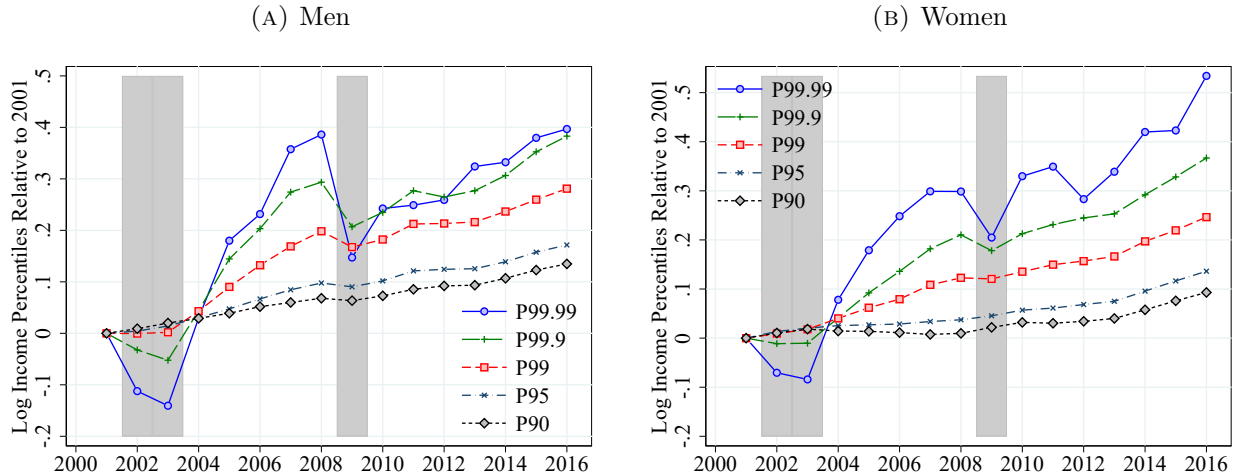 (A) Men
Log Income Percentiles Relative to 2001
.5
.4
.3
.2
.1
0
-.1
-.2
P99.99
P99.9
P99
P95
P90
2000 2002 2004 2006 2008 2010 2012 2014 2016
(B) Women
Log Income Percentiles Relative to 2001
.5
.4
.3
.2
.1
0
-.1
-.2
P99.99
P99.9
P99
P95
P90
2000 2002 2004 2006 2008 2010 2012 2014 2016